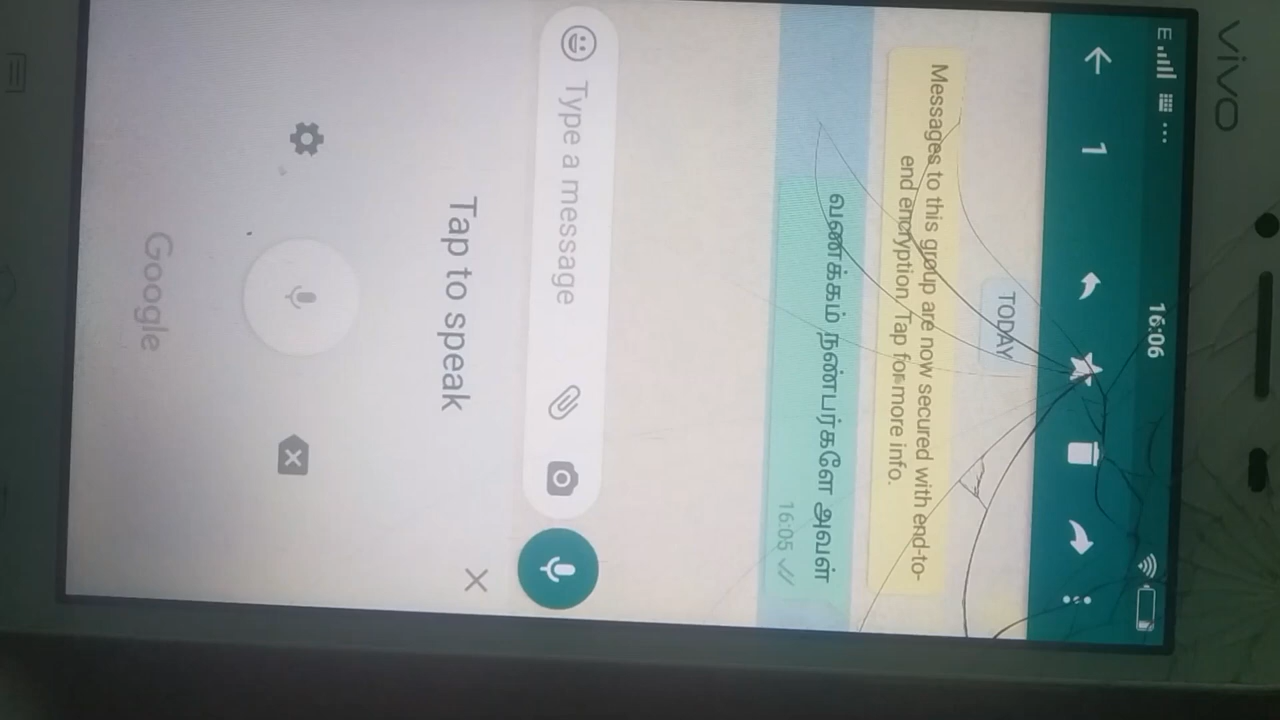 vivo
E ... 16:06
1
TODAY
Messages to this group are now secured with end-to-
end encryption. Tap for more info.
வணக்கம் நண்பர்களே அவள்
16:05
Type a message
Tap to speak
Google